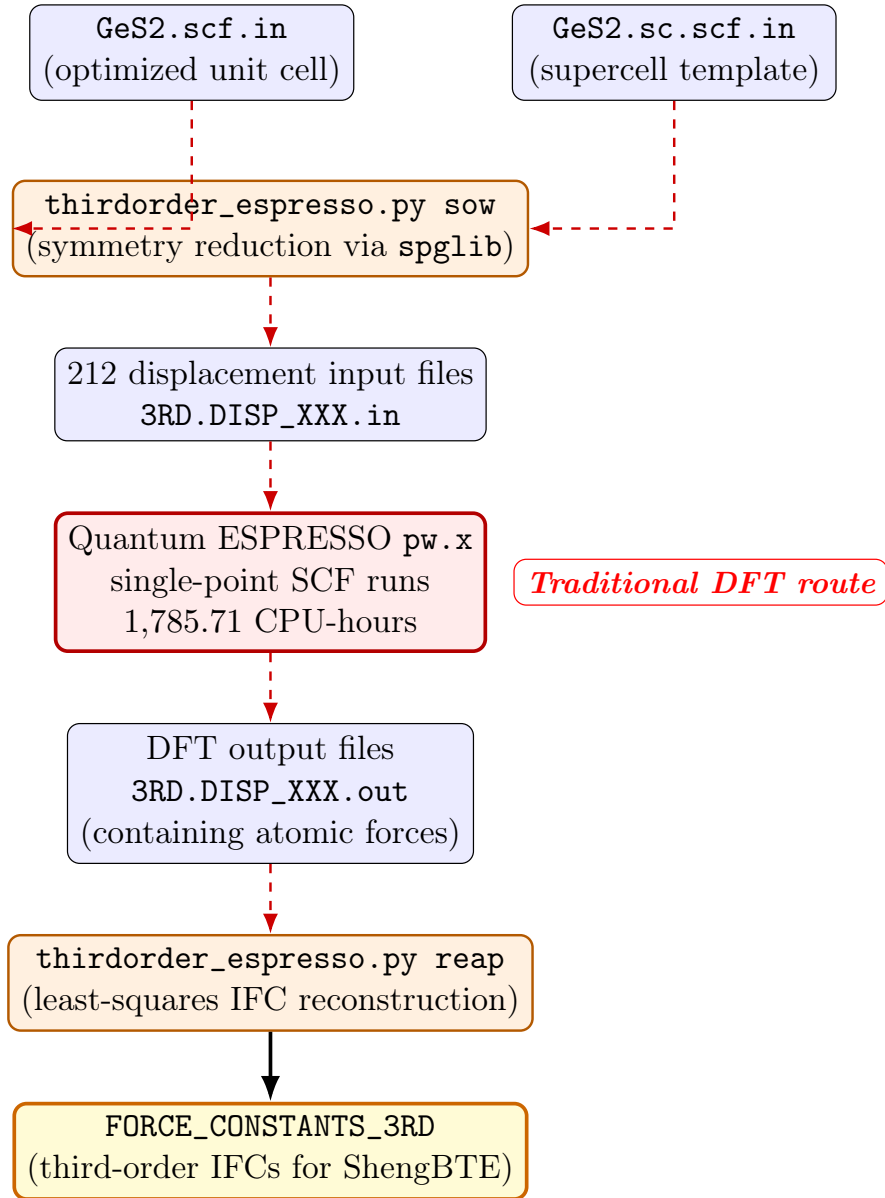 GeS2.scf.in
(optimized unit cell)
GeS2.sc.scf.in
(supercell template)
thirdorder_espresso.py sow
(symmetry reduction via spglib)
212 displacement input files
3RD.DISP_XXX.in
Quantum ESPRESSO pw.x
single-point SCF runs
1,785.71 CPU-hours
Traditional DFT route
DFT output files
3RD.DISP_XXX.out
(containing atomic forces)
thirdorder_espresso.py reap
(least-squares IFC reconstruction)
FORCE_CONSTANTS_3RD
(third-order IFCs for ShengBTE)